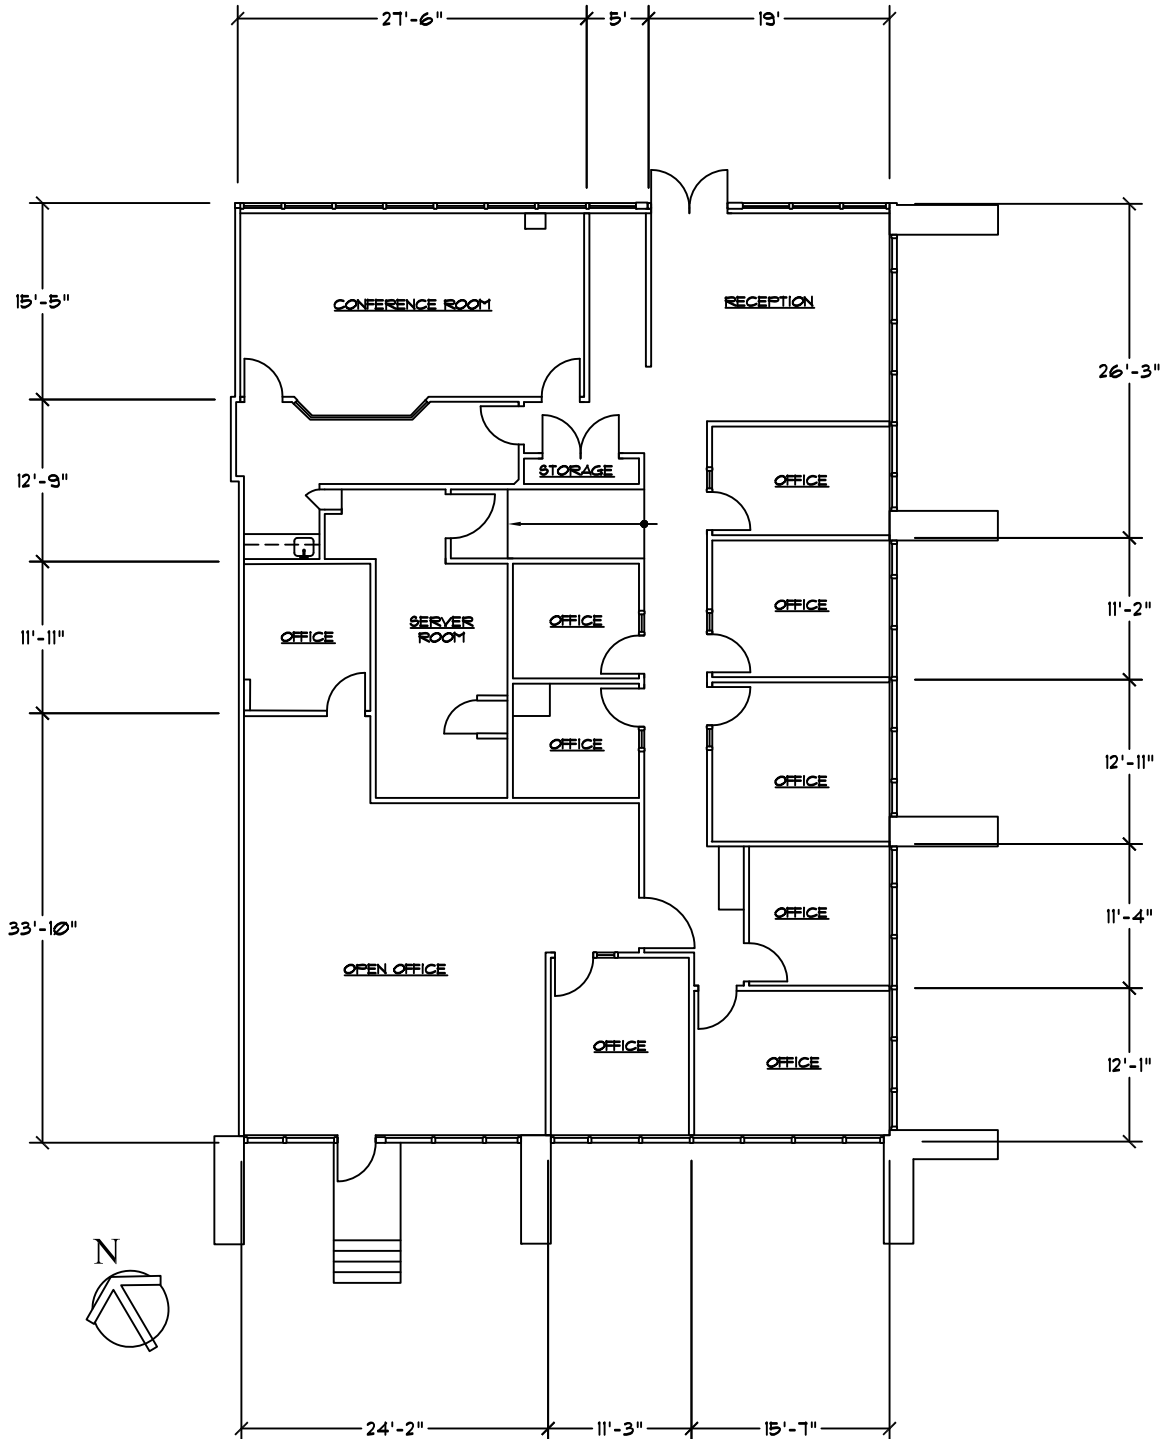 27'-6"
5'
19'
15'-5"
CONFERENCE ROOM
RECEPTION
26'-3"
12'-9"
STORAGE
OFFICE
11'-11"
OFFICE
SERVER
ROOM
OFFICE
OFFICE
11'-2"
OFFICE
OFFICE
12'-11"
33'-10"
OPEN OFFICE
OFFICE
11'-4"
OFFICE
OFFICE
12'-1"
N
24'-2"
11'-3"
15'-7"